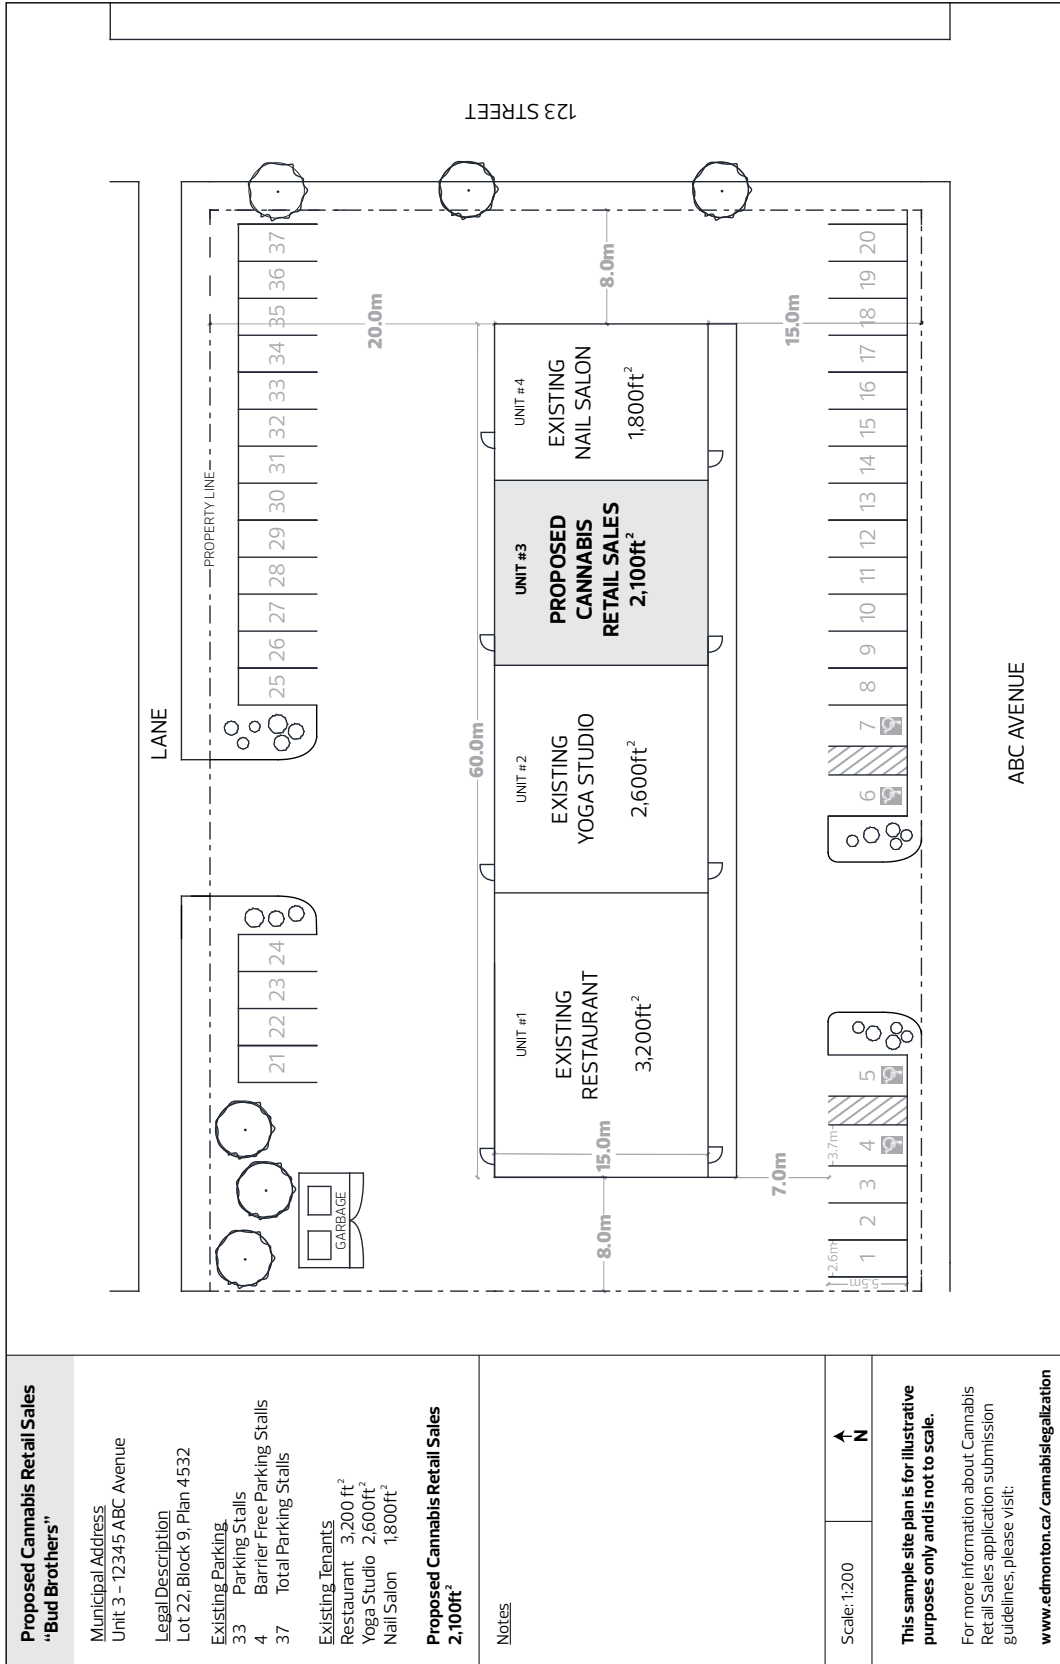 Proposed Cannabis Retail Sales
“Bud Brothers”
Municipal Address
Unit 3 – 12345 ABC Avenue
Legal Description
Lot 22, Block 9, Plan 4532
Existing Parking
33 Parking Stalls
4 Barrier Free Parking Stalls
37 Total Parking Stalls
Existing Tenants
Restaurant 3,200 ft²
Yoga Studio 2,600ft²
Nail Salon 1,800ft²
Proposed Cannabis Retail Sales
2,100ft²
Notes
Scale: 1:200
N
This sample site plan is for illustrative
purposes only and is not to scale.
For more information about Cannabis
Retail Sales application submission
guidelines, please visit:
www.edmonton.ca/ cannabislegalization
LANE
PROPERTY LINE
21 22 23 24 25 26 27 28 29 30 31 32 33 34 35 36 37
GARBAGE
20.0m
60.0m
UNIT #1
EXISTING
RESTAURANT
3,200ft²
UNIT #2
EXISTING
YOGA STUDIO
2,600ft²
UNIT #3
PROPOSED
CANNABIS
RETAIL SALES
2,100ft²
UNIT #4
EXISTING
NAIL SALON
1,800ft²
8.0m
15.0m
8.0m
7.0m
15.0m
2.6m
3.7m
5.5m
1 2 3 4 5 6 7 8 9 10 11 12 13 14 15 16 17 18 19 20
ABC AVENUE
123 STREET